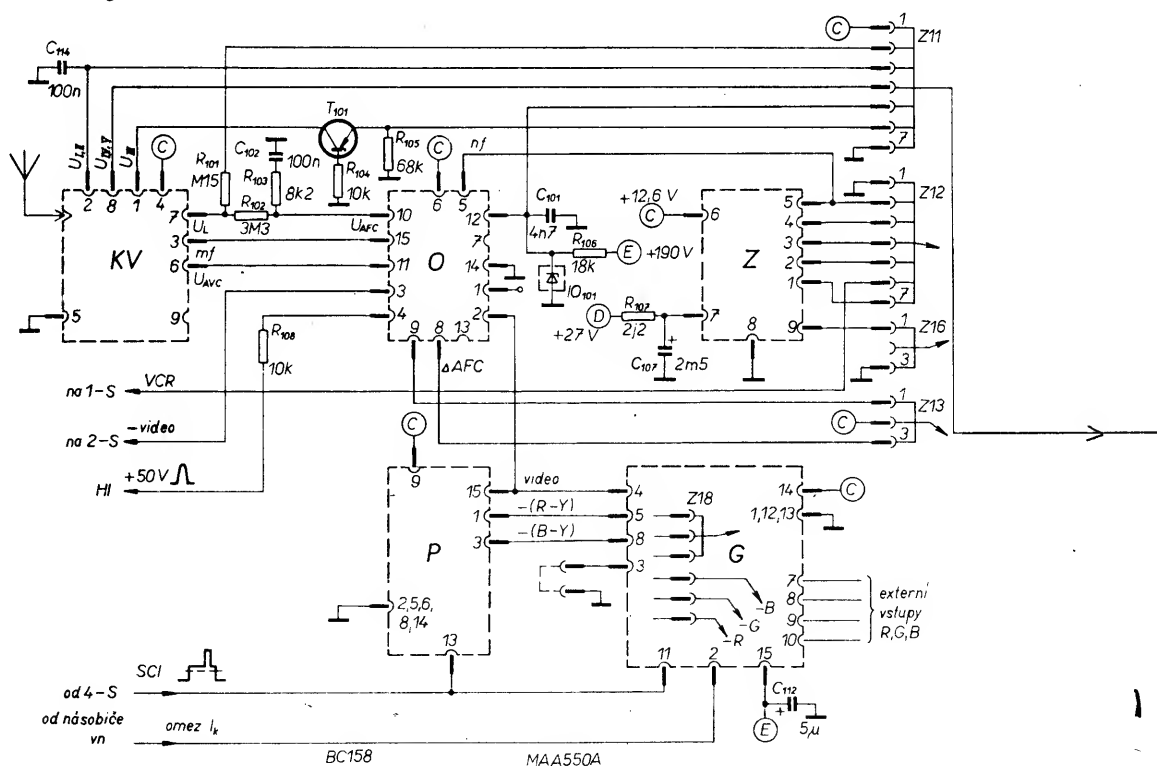 C 1 Z11
C114
100n
T101
UI,II UIV,V UIII C C102 100n R105 68k C nf 7
R101 M15 R103 8k2 R104 10k 1 Z12
2 8 1 4 R102 6 5 +12,6 V 5
7 3M3 10 12 C101 C 6 4
UL UAFC 4n7
3 mf 15 7 R106 E +190 V 3
KV O 18k Z
6 11 14 2
UAVC IO101
3 1 D R107 1 7
5 9 4 2 +27 V 2j2 7 9 1 Z16
R108 10k 9 8 13 C107 + 2m5 8 3
ΔAFC
na 1-S VCR 1 Z13
na 2-S -video C C 3
HI +50V
9 15 video 4 14 C
1 -(R-Y) 5 Z18 1,12,13
3 -(B-Y) 8
P G
3 7
2,5,6, -B 8 externí
8,14 -G 9 vstupy
-R 10 R,G,B
13 11 2 15
SCI
od 4-S C112
od násobiče + 5μ
vn omez Ik E
BC158 MAA550A